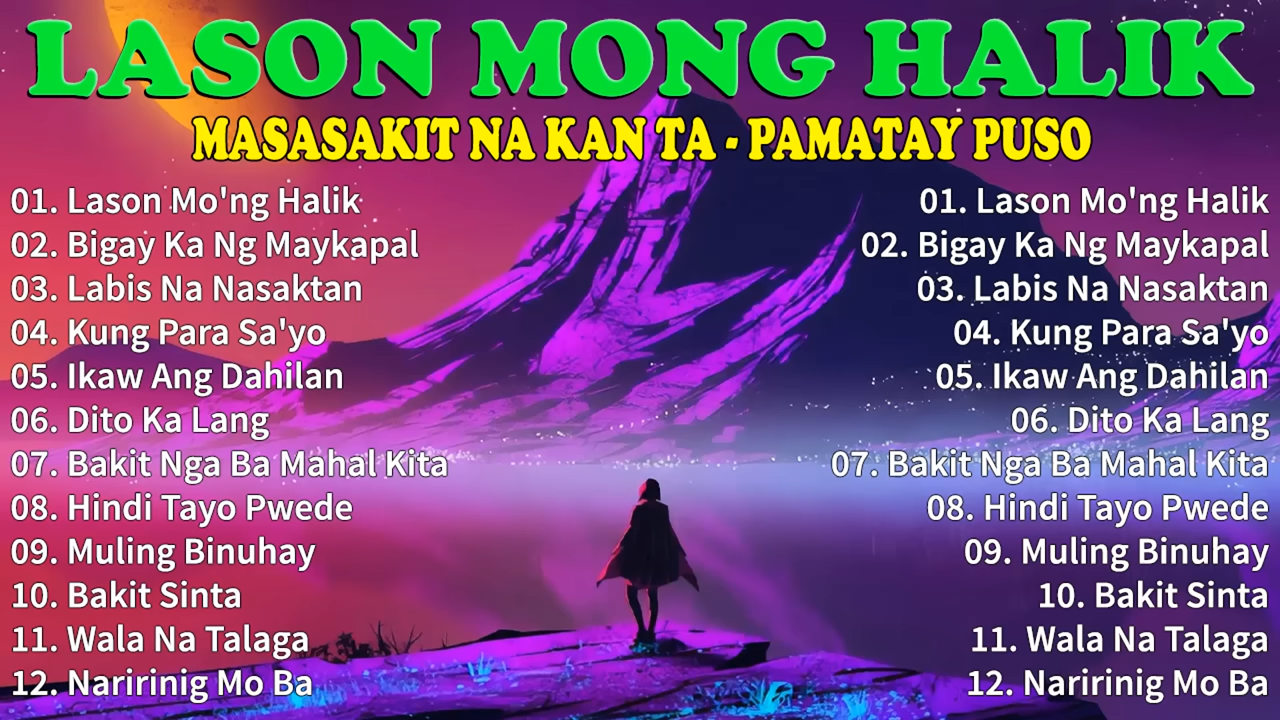 LASON MONG HALIK
MASASAKIT NA KAN TA - PAMATAY PUSO
01. Lason Mo'ng Halik
02. Bigay Ka Ng Maykapal
03. Labis Na Nasaktan
04. Kung Para Sa'yo
05. Ikaw Ang Dahilan
06. Dito Ka Lang
07. Bakit Nga Ba Mahal Kita
08. Hindi Tayo Pwede
09. Muling Binuhay
10. Bakit Sinta
11. Wala Na Talaga
12. Naririnig Mo Ba
01. Lason Mo'ng Halik
02. Bigay Ka Ng Maykapal
03. Labis Na Nasaktan
04. Kung Para Sa'yo
05. Ikaw Ang Dahilan
06. Dito Ka Lang
07. Bakit Nga Ba Mahal Kita
08. Hindi Tayo Pwede
09. Muling Binuhay
10. Bakit Sinta
11. Wala Na Talaga
12. Naririnig Mo Ba